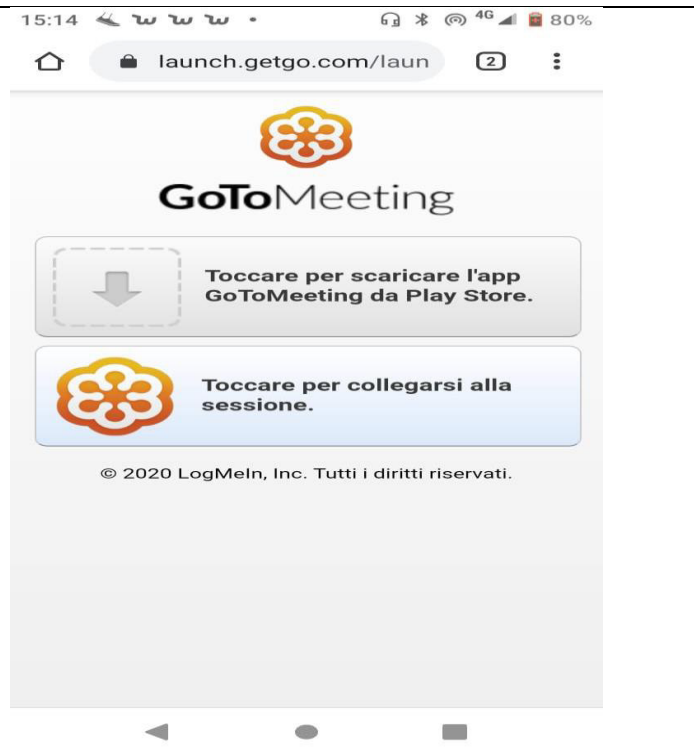 15:14 4G 80%
launch.getgo.com/laun 2
GoToMeeting
Toccare per scaricare l'app
GoToMeeting da Play Store.
Toccare per collegarsi alla
sessione.
© 2020 LogMeIn, Inc. Tutti i diritti riservati.